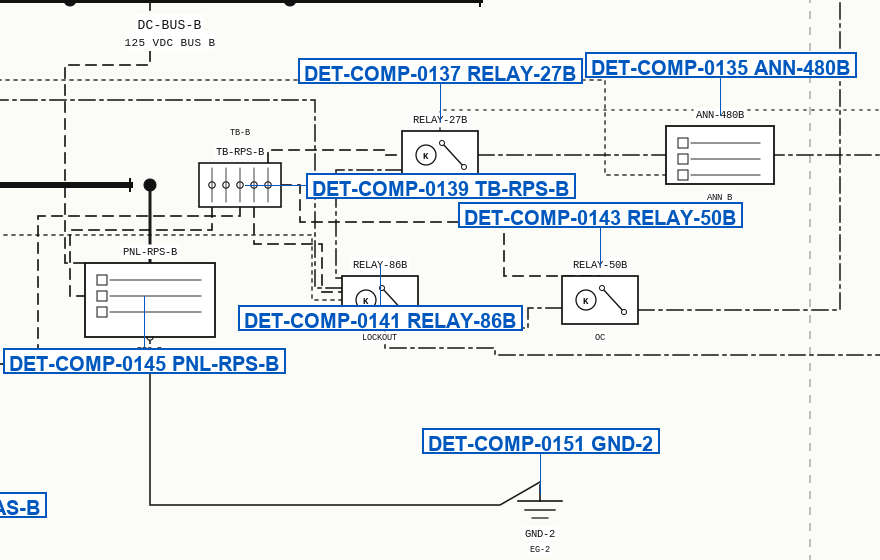 DC-BUS-B
125 VDC BUS B
DET-COMP-0137 RELAY-27B
DET-COMP-0135 ANN-480B
RELAY-27B
ANN-480B
TB-B
TB-RPS-B
K
DET-COMP-0139 TB-RPS-B
ANN B
DET-COMP-0143 RELAY-50B
PNL-RPS-B
RELAY-86B
RELAY-50B
K
K
DET-COMP-0141 RELAY-86B
LOCKOUT
OC
DET-COMP-0145 PNL-RPS-B
DET-COMP-0151 GND-2
AS-B
GND-2
EG-2